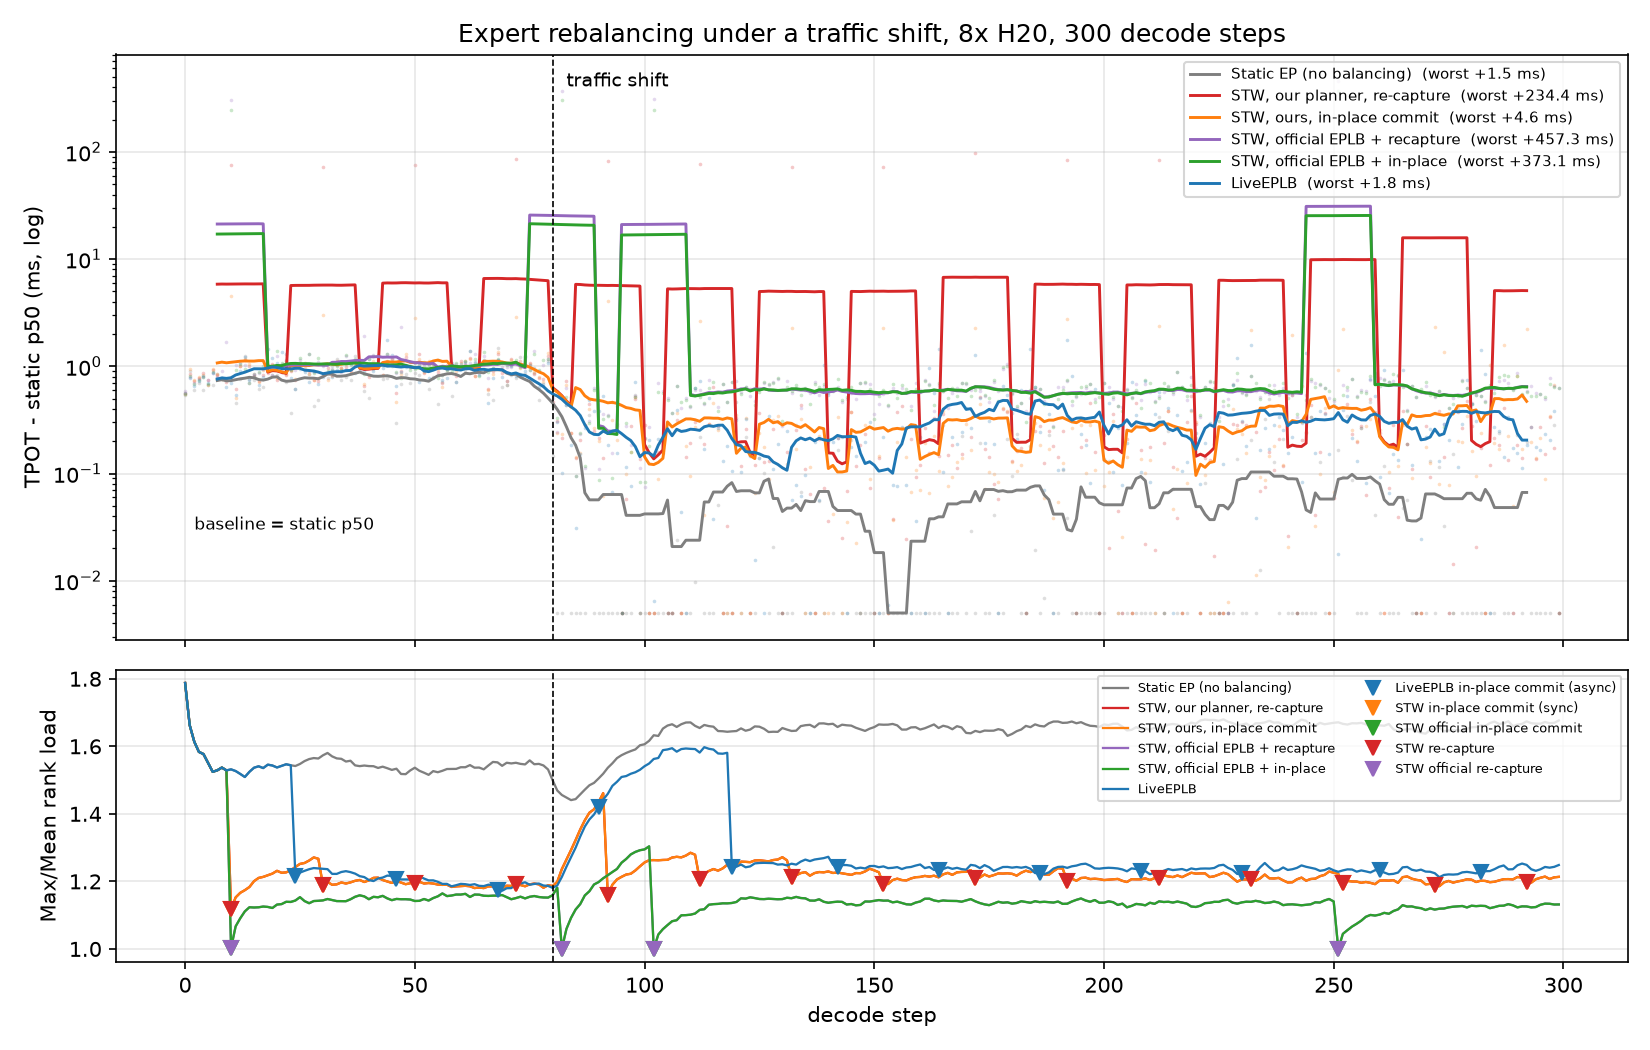 Expert rebalancing under a traffic shift, 8x H20, 300 decode steps
TPOT - static p50 (ms, log)
10²
10¹
10⁰
10⁻¹
10⁻²
traffic shift
baseline = static p50
Static EP (no balancing) (worst +1.5 ms)
STW, our planner, re-capture (worst +234.4 ms)
STW, ours, in-place commit (worst +4.6 ms)
STW, official EPLB + recapture (worst +457.3 ms)
STW, official EPLB + in-place (worst +373.1 ms)
LiveEPLB (worst +1.8 ms)
Max/Mean rank load
1.8
1.6
1.4
1.2
1.0
Static EP (no balancing)
STW, our planner, re-capture
STW, ours, in-place commit
STW, official EPLB + recapture
STW, official EPLB + in-place
LiveEPLB
LiveEPLB in-place commit (async)
STW in-place commit (sync)
STW official in-place commit
STW re-capture
STW official re-capture
0 50 100 150 200 250 300
decode step